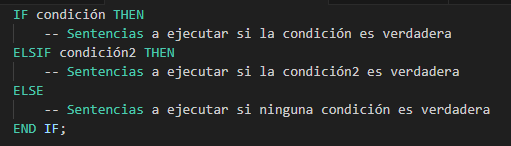 IF condición THEN
    -- Sentencias a ejecutar si la condición es verdadera
ELSIF condición2 THEN
    -- Sentencias a ejecutar si la condición2 es verdadera
ELSE
    -- Sentencias a ejecutar si ninguna condición es verdadera
END IF;